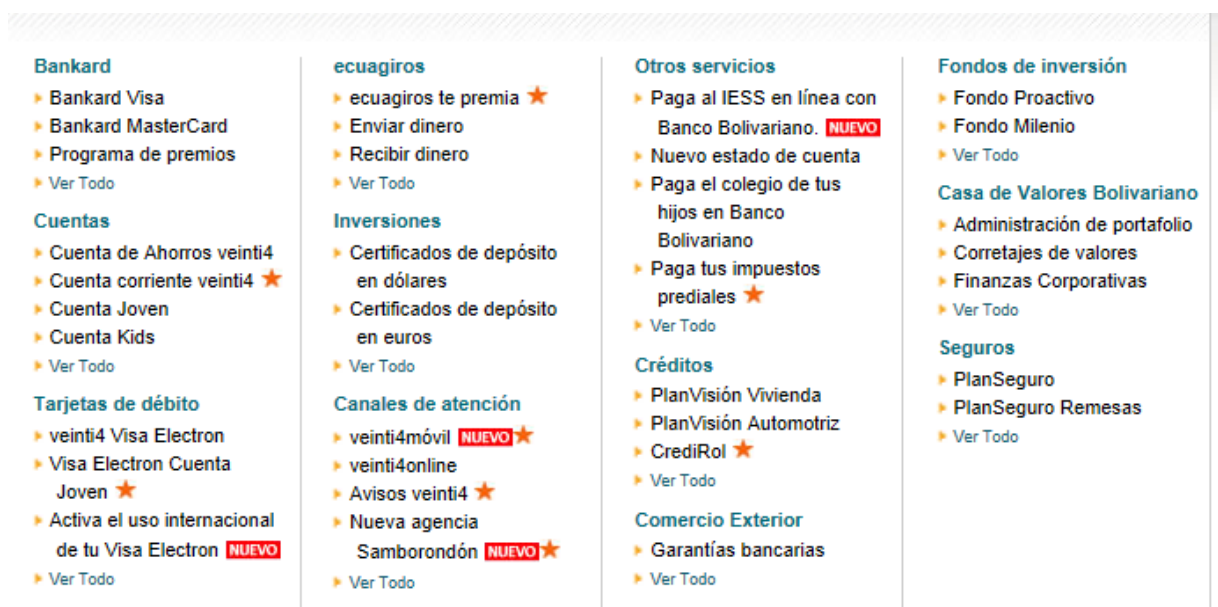 Bankard
Bankard Visa
Bankard MasterCard
Programa de premios
Ver Todo
Cuentas
Cuenta de Ahorros veinti4
Cuenta corriente veinti4
Cuenta Joven
Cuenta Kids
Ver Todo
Tarjetas de débito
veinti4 Visa Electron
Visa Electron Cuenta
Joven
Activa el uso internacional
de tu Visa Electron NUEVO
Ver Todo
ecuagiros
ecuagiros te premia
Enviar dinero
Recibir dinero
Ver Todo
Inversiones
Certificados de depósito
en dólares
Certificados de depósito
en euros
Ver Todo
Canales de atención
veinti4móvil NUEVO
veinti4online
Avisos veinti4
Nueva agencia
Samborondón NUEVO
Ver Todo
Otros servicios
Paga al IESS en línea con
Banco Bolivariano. NUEVO
Nuevo estado de cuenta
Paga el colegio de tus
hijos en Banco
Bolivariano
Paga tus impuestos
prediales
Ver Todo
Créditos
PlanVisión Vivienda
PlanVisión Automotriz
CrediRol
Ver Todo
Comercio Exterior
Garantías bancarias
Ver Todo
Fondos de inversión
Fondo Proactivo
Fondo Milenio
Ver Todo
Casa de Valores Bolivariano
Administración de portafolio
Corretajes de valores
Finanzas Corporativas
Ver Todo
Seguros
PlanSeguro
PlanSeguro Remesas
Ver Todo